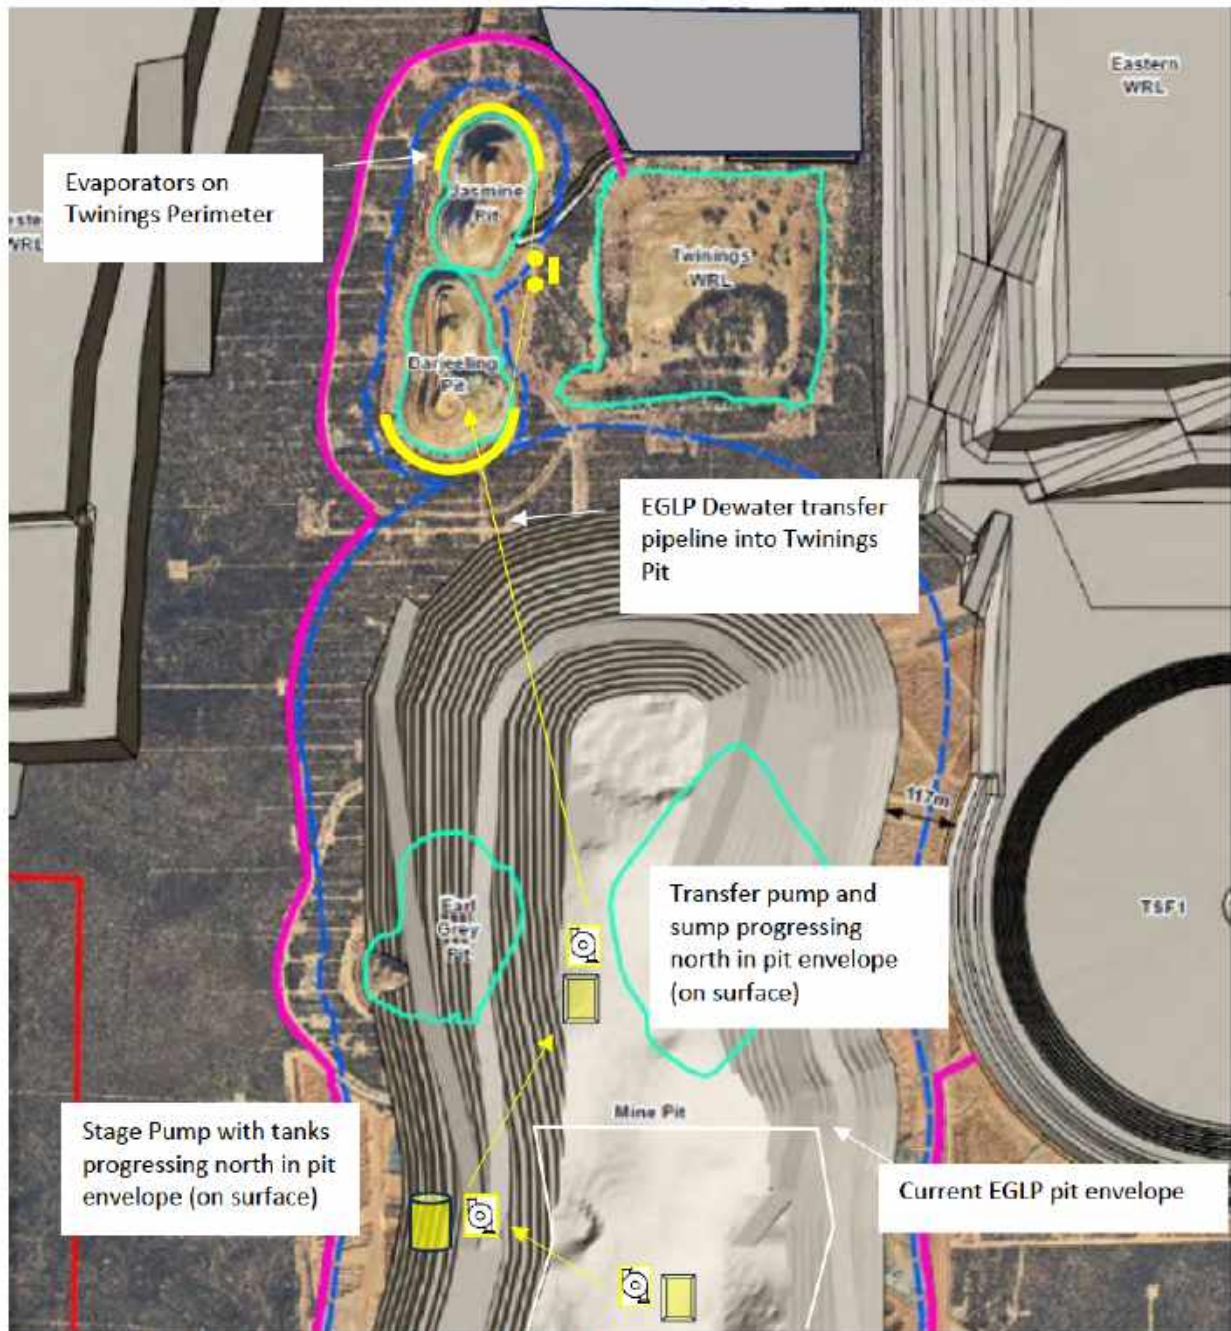 Eastern
WRL
Evaporators on
Twinings Perimeter
WRL
Jasmine
Pit
Twinings
WRL
Darjeeling
Pit
EGLP Dewater transfer
pipeline into Twinings
Pit
117m
Earl
Grey
Pit
Transfer pump and
sump progressing
north in pit envelope
(on surface)
TSF1
Mine Pit
Stage Pump with tanks
progressing north in pit
envelope (on surface)
Current EGLP pit envelope